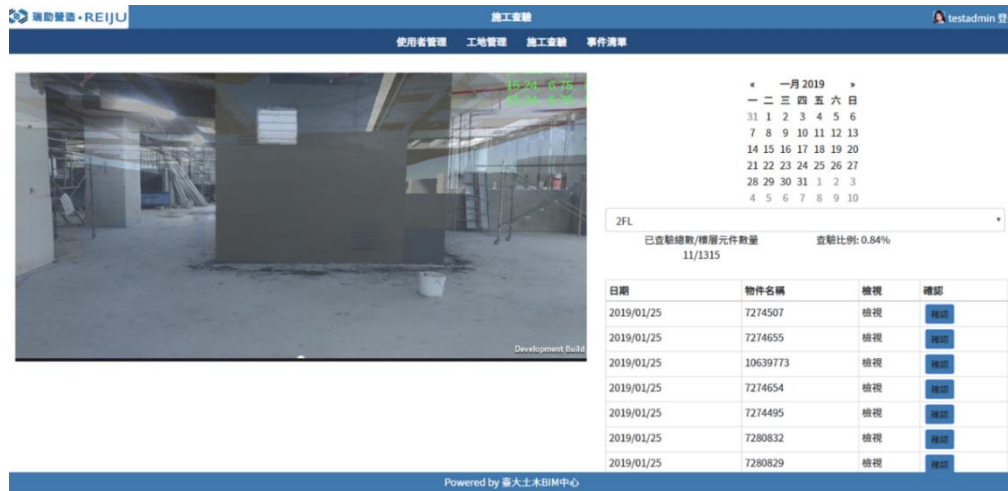 瑞助營造・REIJU
施工查驗
testadmin 登
使用者管理 工地管理 施工查驗 事件清單
15.24 6.75
Development Build
« 一月 2019 »
一 二 三 四 五 六 日
31 1 2 3 4 5 6
7 8 9 10 11 12 13
14 15 16 17 18 19 20
21 22 23 24 25 26 27
28 29 30 31 1 2 3
4 5 6 7 8 9 10
2FL
已查驗總數/樓層元件數量 查驗比例: 0.84%
11/1315
日期 物件名稱 檢視 確認
2019/01/25 7274507 檢視 確認
2019/01/25 7274655 檢視 確認
2019/01/25 10639773 檢視 確認
2019/01/25 7274654 檢視 確認
2019/01/25 7274495 檢視 確認
2019/01/25 7280832 檢視 確認
2019/01/25 7280829 檢視 確認
Powered by 臺大土木BIM中心